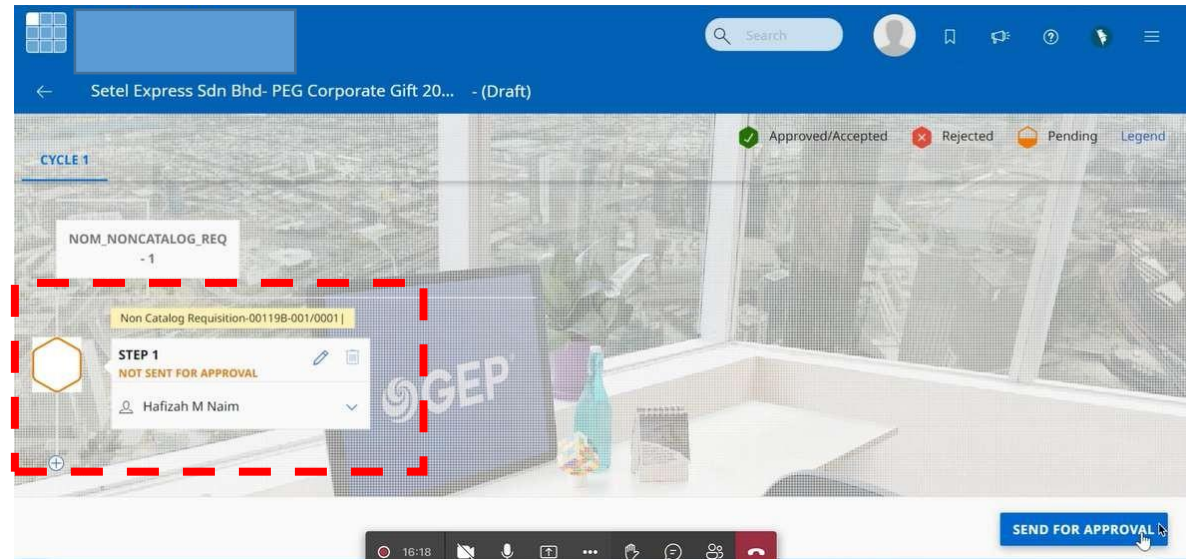 Search
Setel Express Sdn Bhd- PEG Corporate Gift 20... - (Draft)
Approved/Accepted Rejected Pending Legend
CYCLE 1
NOM_NONCATALOG_REQ
- 1
Non Catalog Requisition-00119B-001/0001|
STEP 1
NOT SENT FOR APPROVAL
Hafizah M Naim
GEP
SEND FOR APPROVAL
16:18